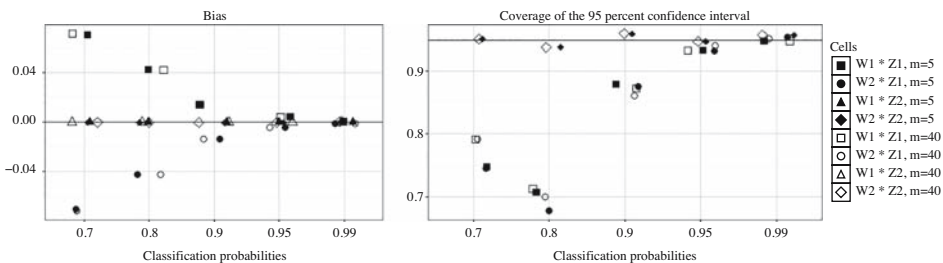 Bias
0.04
0.00
−0.04
0.7 0.8 0.9 0.95 0.99
Classification probabilities
Coverage of the 95 percent confidence interval
0.9
0.8
0.7
0.7 0.8 0.9 0.95 0.99
Classification probabilities
Cells
W1 * Z1, m=5
W2 * Z1, m=5
W1 * Z2, m=5
W2 * Z2, m=5
W1 * Z1, m=40
W2 * Z1, m=40
W1 * Z2, m=40
W2 * Z2, m=40